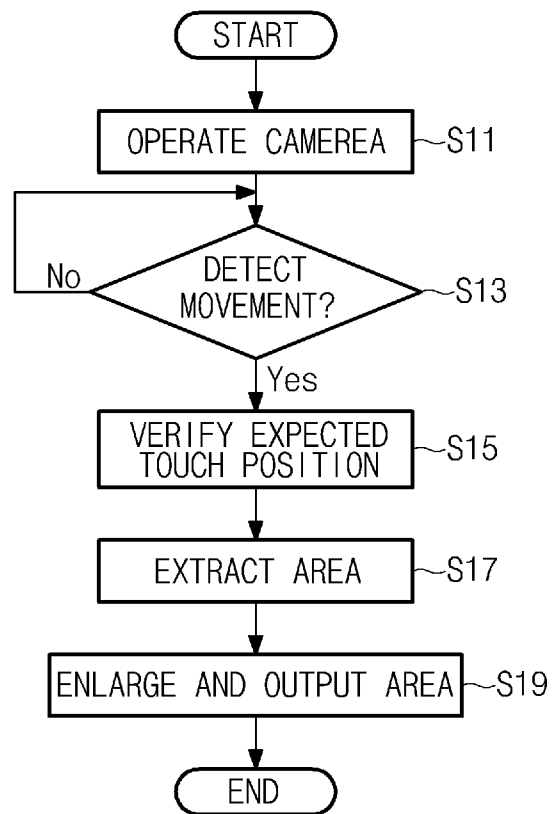 START
OPERATE CAMEREA
S11
DETECT
MOVEMENT?
S13
No
Yes
VERIFY EXPECTED
TOUCH POSITION
S15
EXTRACT AREA
S17
ENLARGE AND OUTPUT AREA
S19
END